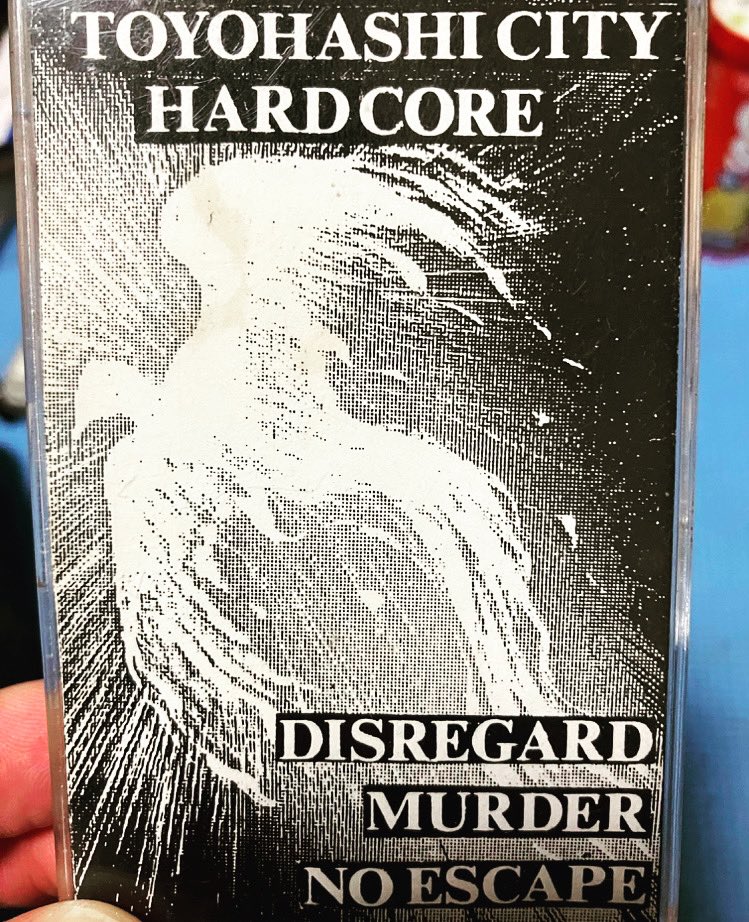 TOYOHASHI CITY
HARDCORE
DISREGARD
MURDER
NO ESCAPE